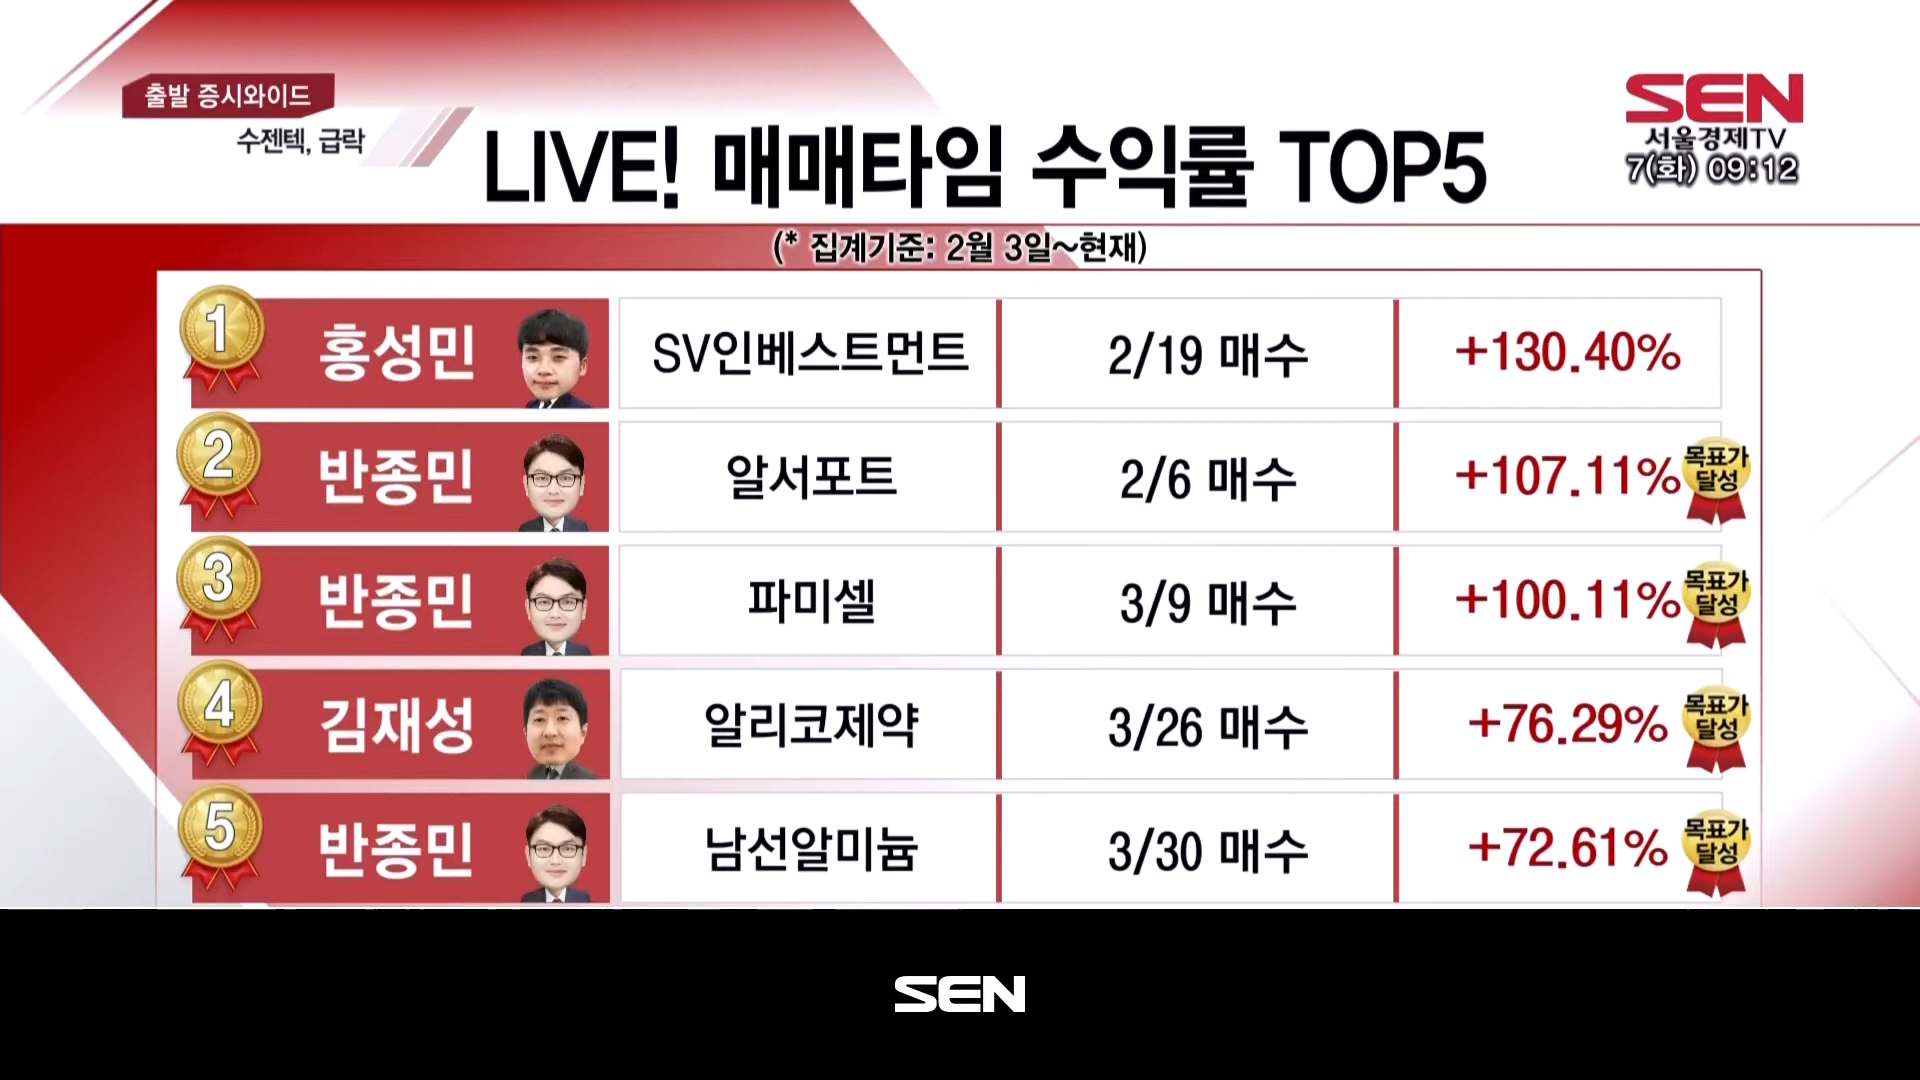 출발 증시와이드
수젠텍, 급락
SEN
서울경제TV
7(화) 09:12
LIVE! 매매타임 수익률 TOP5
(* 집계기준: 2월 3일~현재)
1 홍성민 SV인베스트먼트 2/19 매수 +130.40%
2 반종민 알서포트 2/6 매수 +107.11% 목표가
달성
3 반종민 파미셀 3/9 매수 +100.11% 목표가
달성
4 김재성 알리코제약 3/26 매수 +76.29% 목표가
달성
5 반종민 남선알미늄 3/30 매수 +72.61% 목표가
달성
SEN